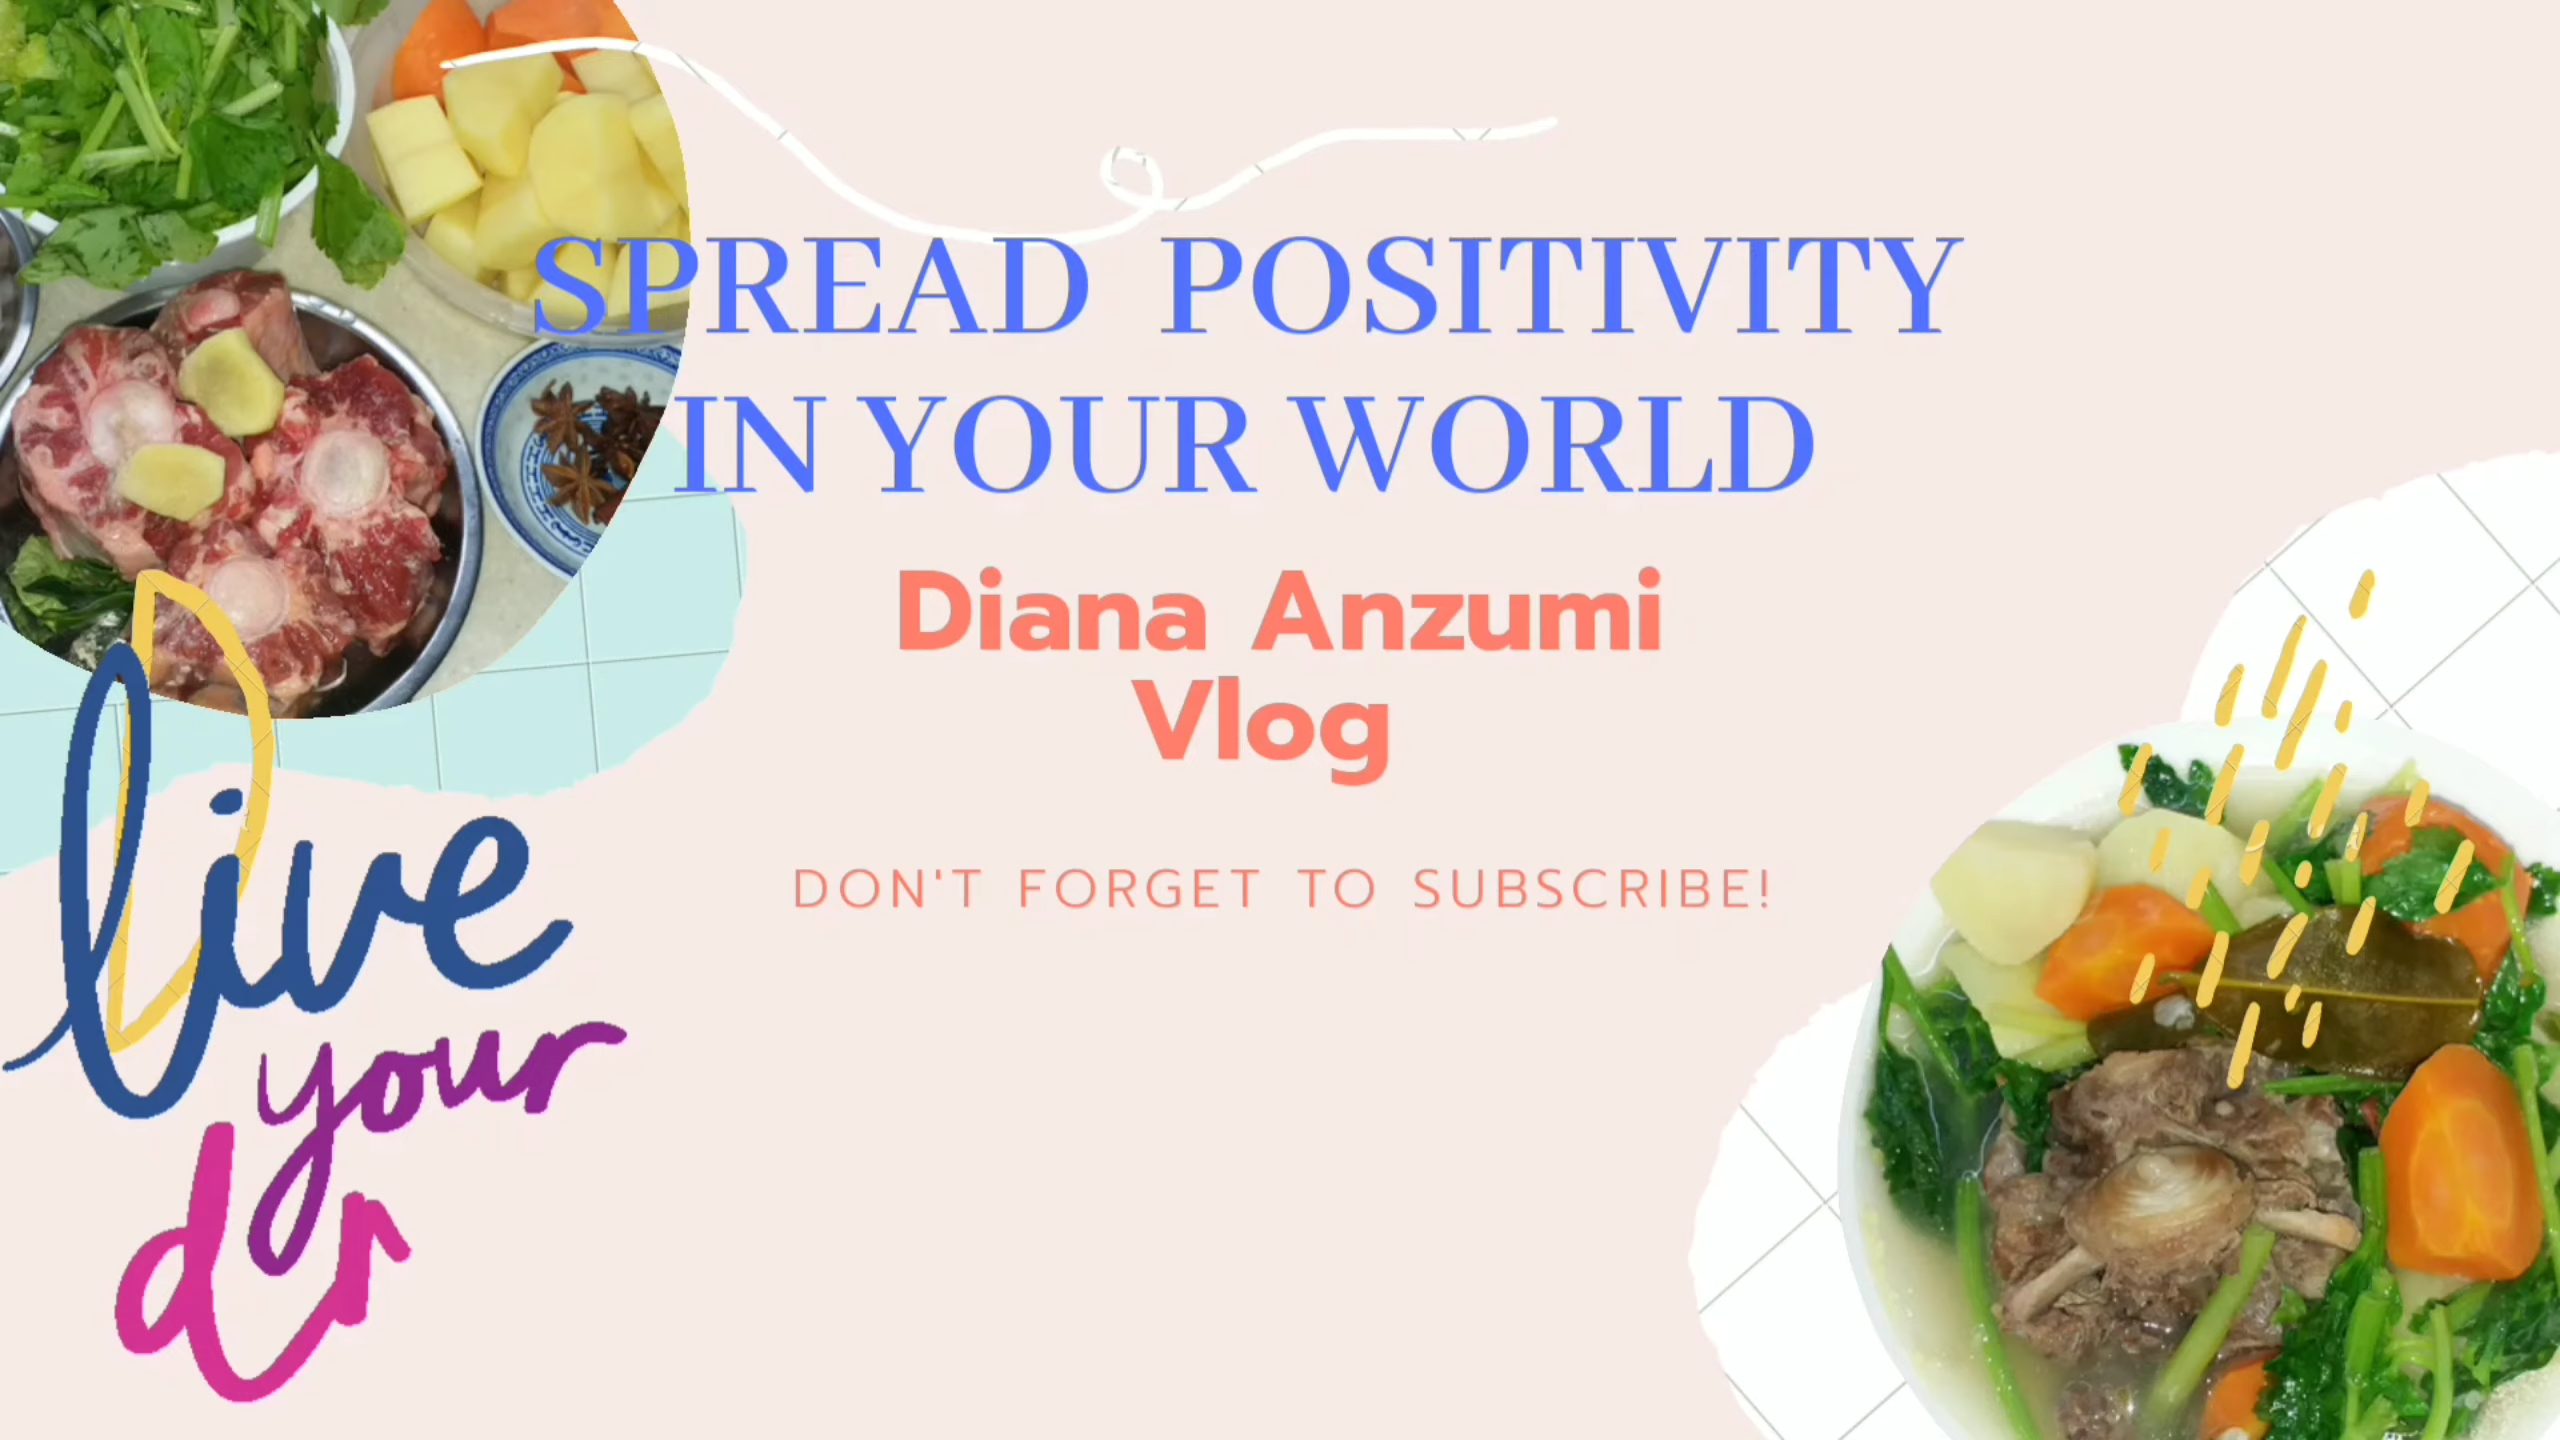 SPREAD POSITIVITY
IN YOUR WORLD
Diana Anzumi
Vlog
DON'T FORGET TO SUBSCRIBE!
live
your